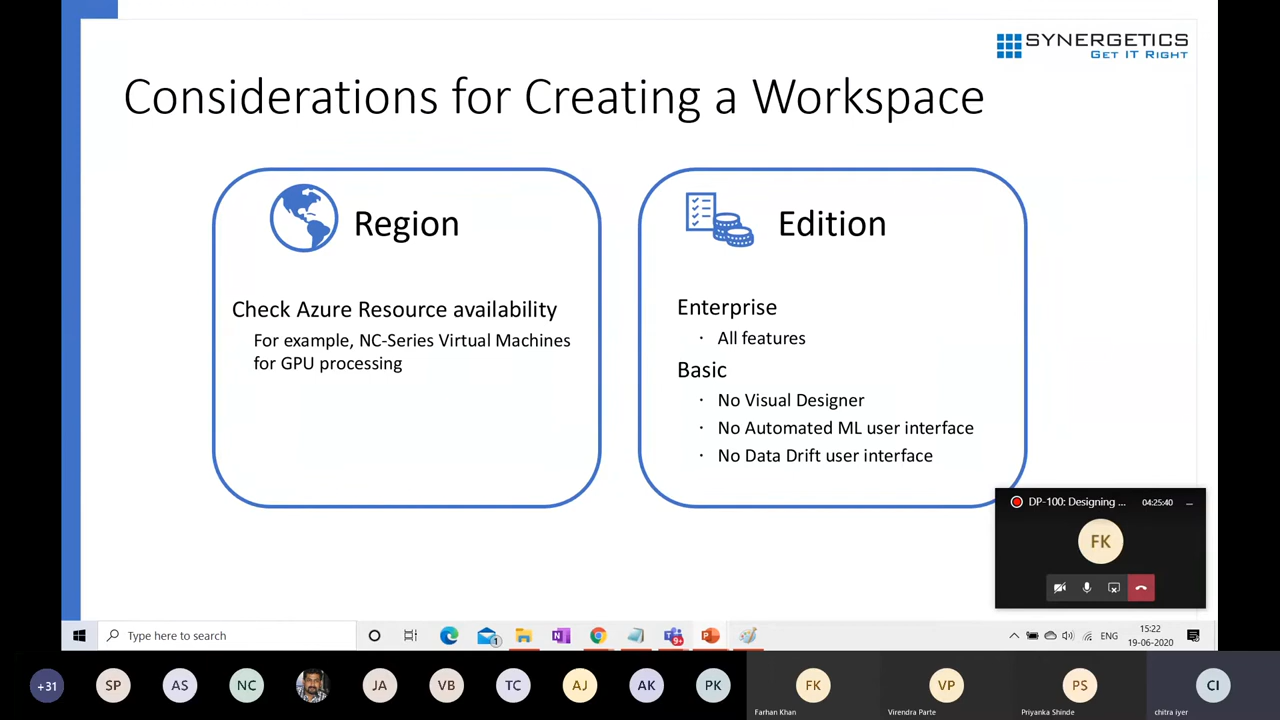 SYNERGETICS
GET IT RIGHT
Considerations for Creating a Workspace
Region
Check Azure Resource availability
For example, NC-Series Virtual Machines
for GPU processing
Edition
Enterprise
· All features
Basic
· No Visual Designer
· No Automated ML user interface
· No Data Drift user interface
DP-100: Designing ...
04:25:40
FK
Type here to search
1
9+
ENG
15:22
19-06-2020
+31
SP
AS
NC
JA
VB
TC
AJ
AK
PK
FK
Farhan Khan
VP
Virendra Parte
PS
Priyanka Shinde
CI
chitra iyer